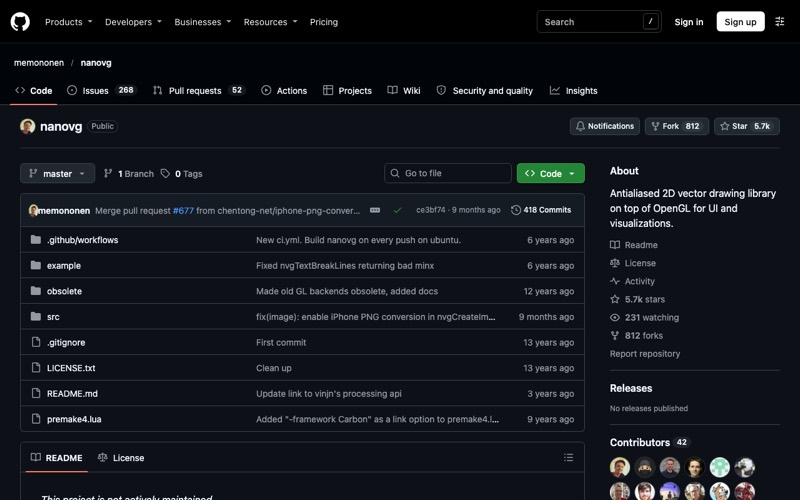 Products Developers Businesses Resources Pricing Search / Sign in Sign up
memononen / nanovg
Code Issues 268 Pull requests 52 Actions Projects Wiki Security and quality Insights
nanovg Public Notifications Fork 812 Star 5.7k
master 1 Branch 0 Tags Go to file Code
memononen Merge pull request #677 from chentong-net/iphone-png-conver... ce3bf74 · 9 months ago 418 Commits
.github/workflows New ci.yml. Build nanovg on every push on ubuntu. 6 years ago
example Fixed nvgTextBreakLines returning bad minx 6 years ago
obsolete Made old GL backends obsolete, added docs 12 years ago
src fix(image): enable iPhone PNG conversion in nvgCreateIm... 9 months ago
.gitignore First commit 13 years ago
LICENSE.txt Clean up 13 years ago
README.md Update link to vinjn's processing api 3 years ago
premake4.lua Added "-framework Carbon" as a link option to premake4.l... 9 years ago
README License
This project is not actively maintained.
About
Antialiased 2D vector drawing library
on top of OpenGL for UI and
visualizations.
Readme
License
Activity
5.7k stars
231 watching
812 forks
Report repository
Releases
No releases published
Contributors 42